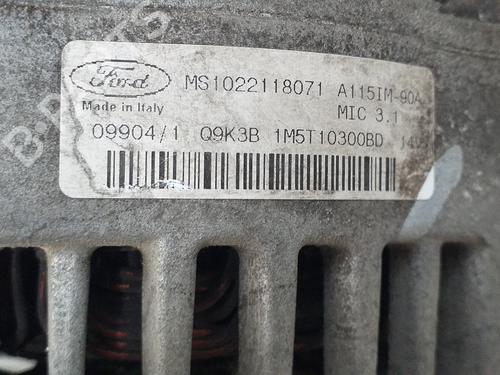 Ford
MS1022118071 A115IM-90A
Made in Italy
MIC 3.1
09904/1 Q9K3B 1M5T10300BD 14V
B-PARTS